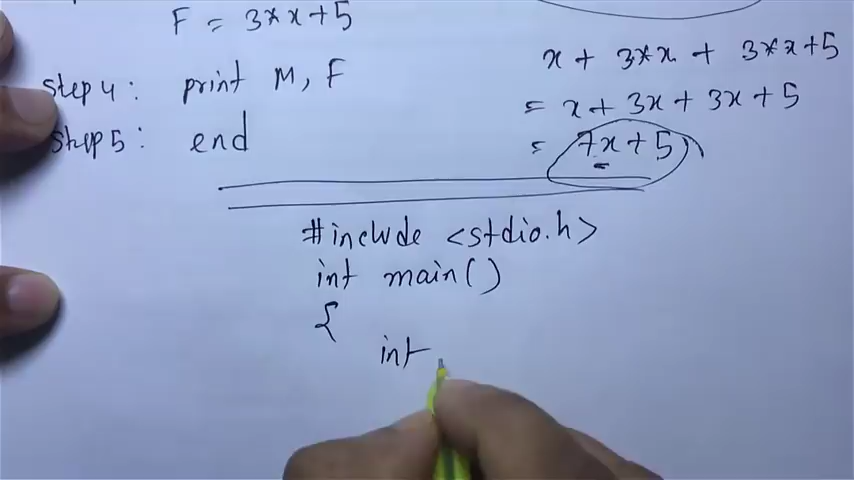 F = 3*x+5
x + 3*x + 3*x+5
step 4: print M, F
= x + 3x + 3x + 5
step 5: end
= 7x + 5
#include <stdio.h>
int main()
{
int